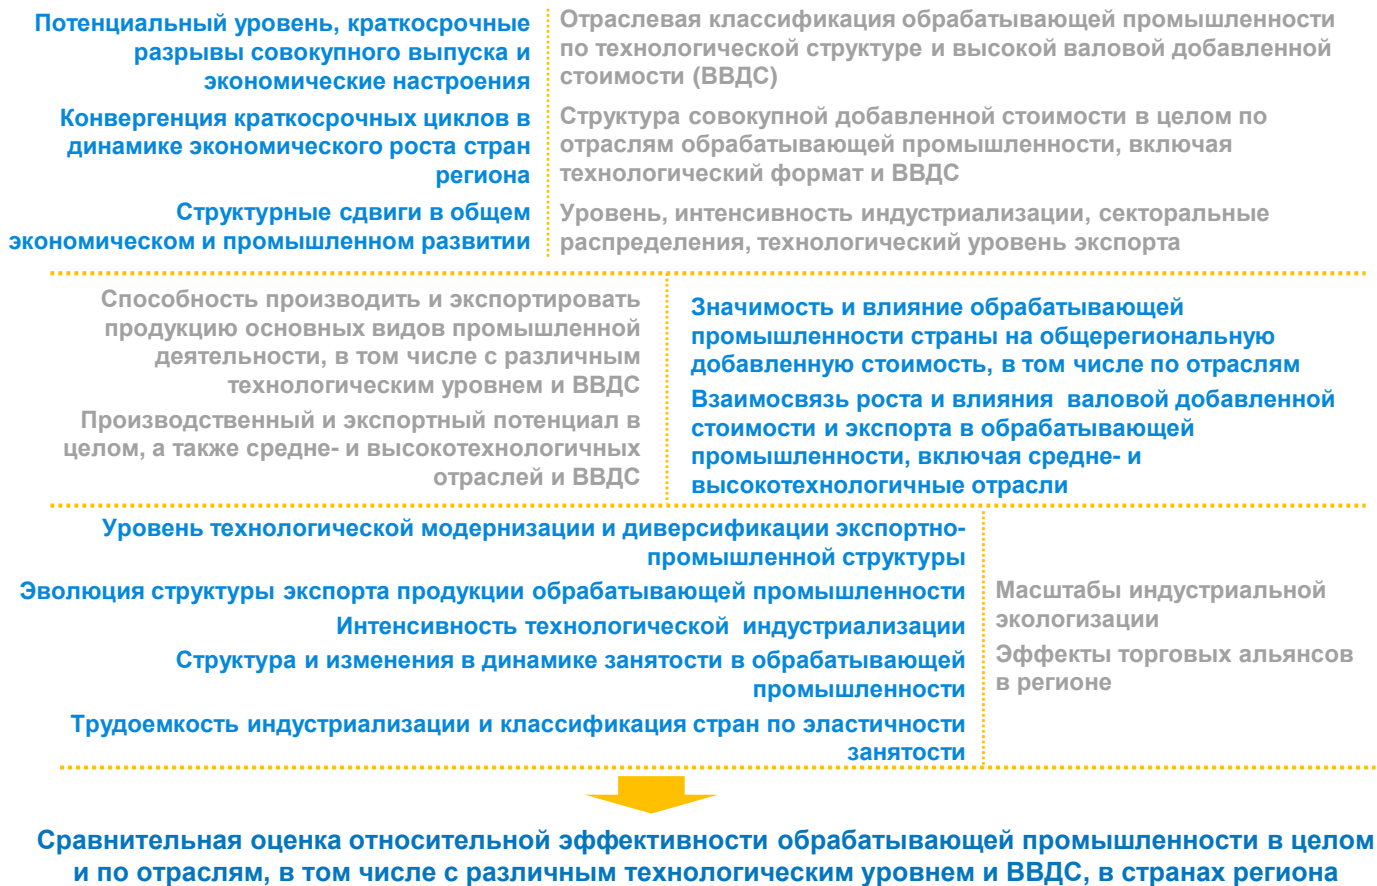 Потенциальный уровень, краткосрочные
разрывы совокупного выпуска и
экономические настроения
Конвергенция краткосрочных циклов в
динамике экономического роста стран
региона
Структурные сдвиги в общем
экономическом и промышленном развитии
Отраслевая классификация обрабатывающей промышленности
по технологической структуре и высокой валовой добавленной
стоимости (ВВДС)
Структура совокупной добавленной стоимости в целом по
отраслям обрабатывающей промышленности, включая
технологический формат и ВВДС
Уровень, интенсивность индустриализации, секторальные
распределения, технологический уровень экспорта
Способность производить и экспортировать
продукцию основных видов промышленной
деятельности, в том числе с различным
технологическим уровнем и ВВДС
Производственный и экспортный потенциал в
целом, а также средне- и высокотехнологичных
отраслей и ВВДС
Значимость и влияние обрабатывающей
промышленности страны на общерегиональную
добавленную стоимость, в том числе по отраслям
Взаимосвязь роста и влияния валовой добавленной
стоимости и экспорта в обрабатывающей
промышленности, включая средне- и
высокотехнологичные отрасли
Уровень технологической модернизации и диверсификации экспортно-
промышленной структуры
Эволюция структуры экспорта продукции обрабатывающей промышленности
Интенсивность технологической индустриализации
Структура и изменения в динамике занятости в обрабатывающей
промышленности
Трудоемкость индустриализации и классификация стран по эластичности
занятости
Масштабы индустриальной
экологизации
Эффекты торговых альянсов
в регионе
Сравнительная оценка относительной эффективности обрабатывающей промышленности в целом
и по отраслям, в том числе с различным технологическим уровнем и ВВДС, в странах региона